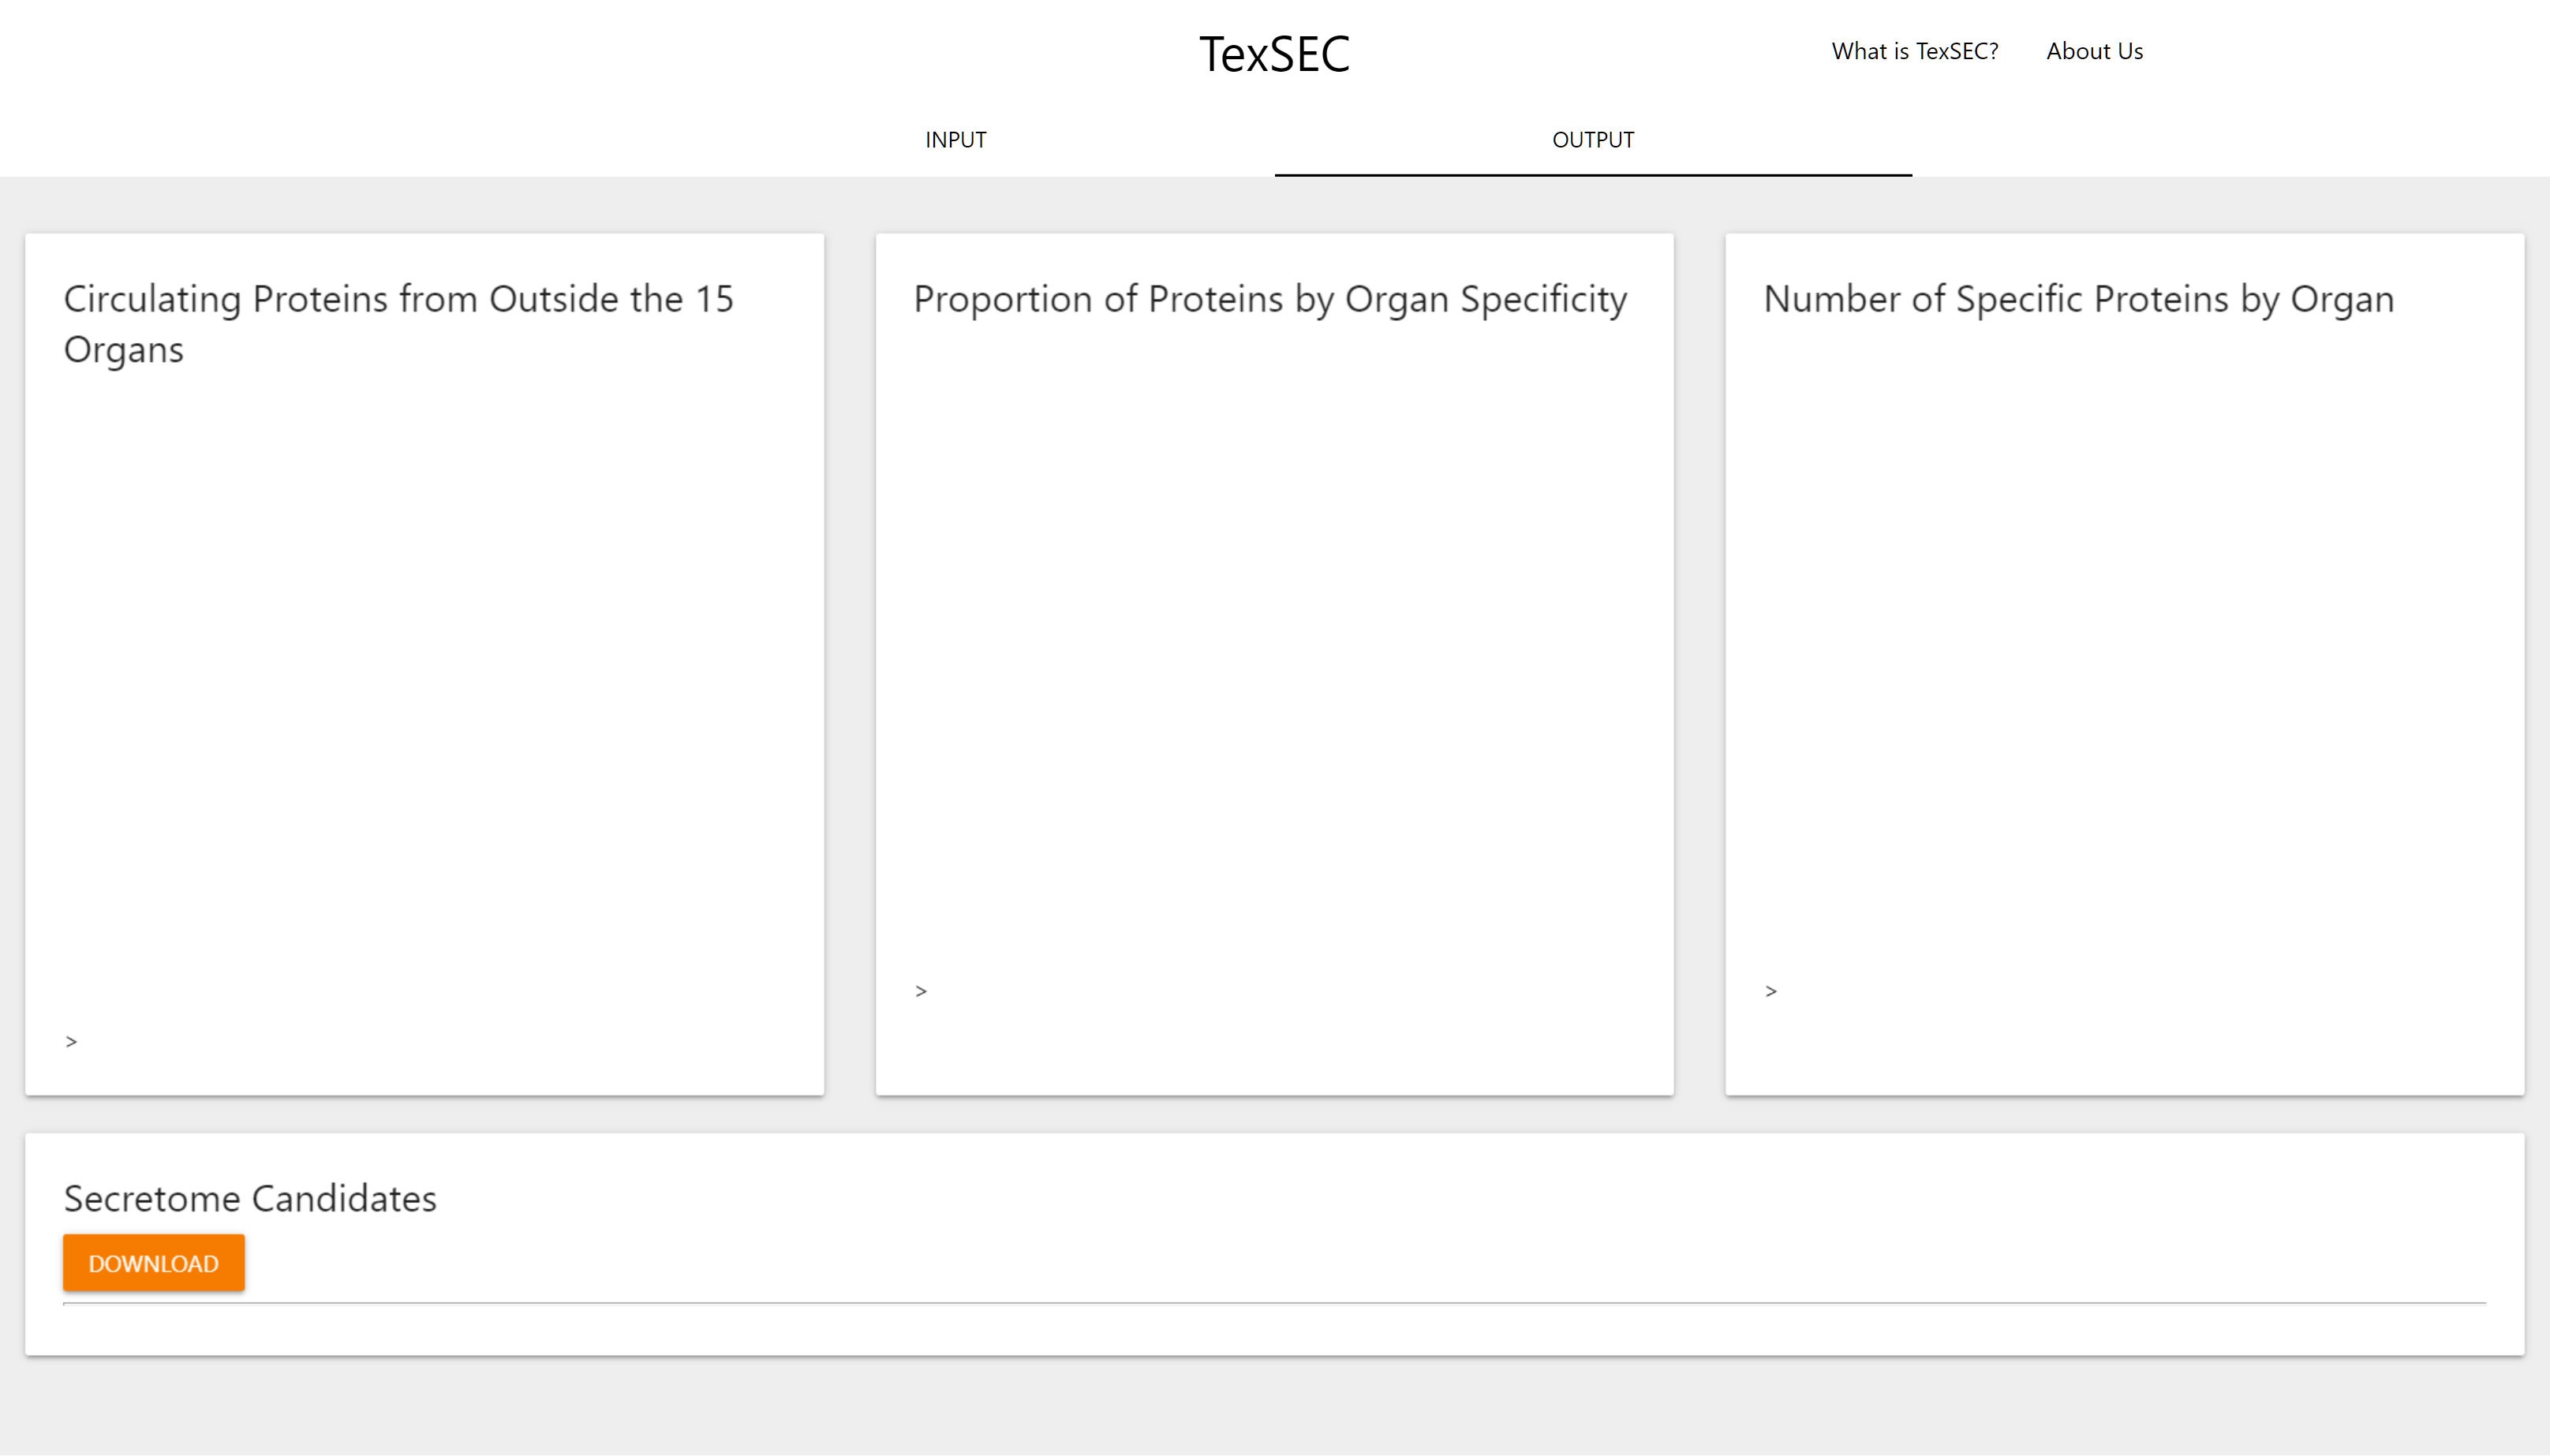 TexSEC
What is TexSEC?
About Us
INPUT
OUTPUT
Circulating Proteins from Outside the 15
Organs
>
Proportion of Proteins by Organ Specificity
>
Number of Specific Proteins by Organ
>
Secretome Candidates
DOWNLOAD